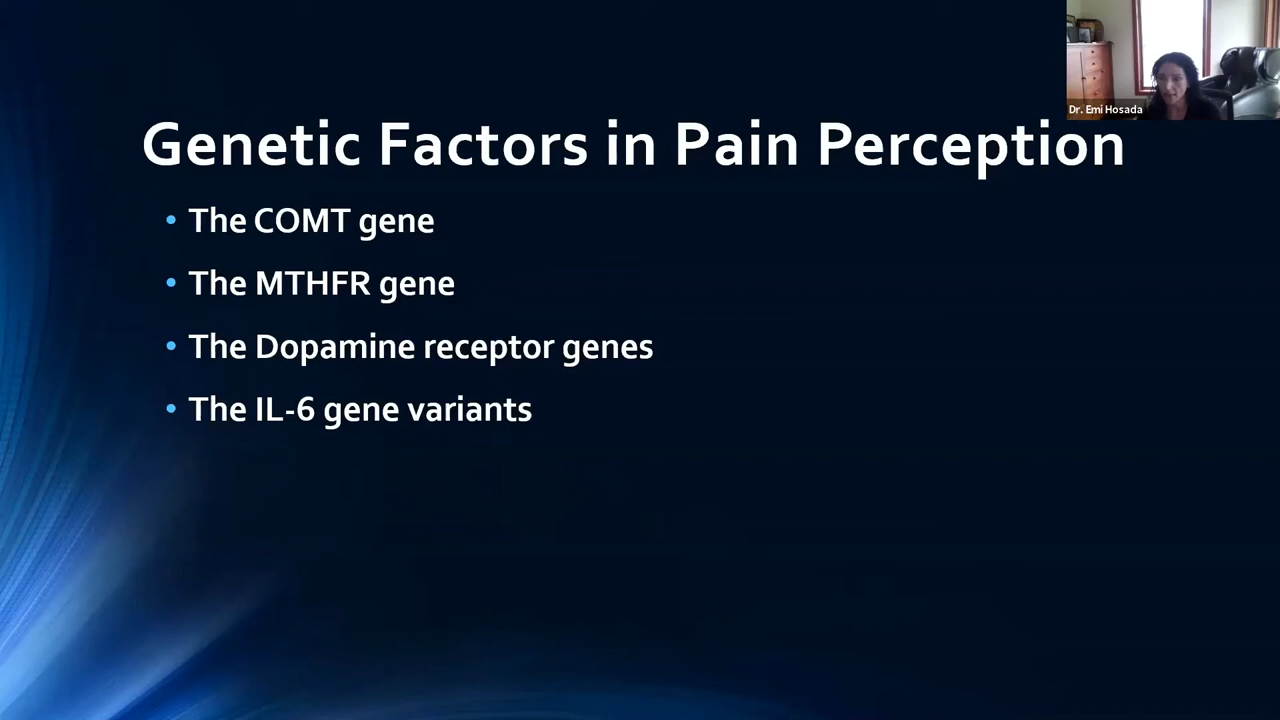 Dr. Emi Hosada
Genetic Factors in Pain Perception
• The COMT gene
• The MTHFR gene
• The Dopamine receptor genes
• The IL-6 gene variants